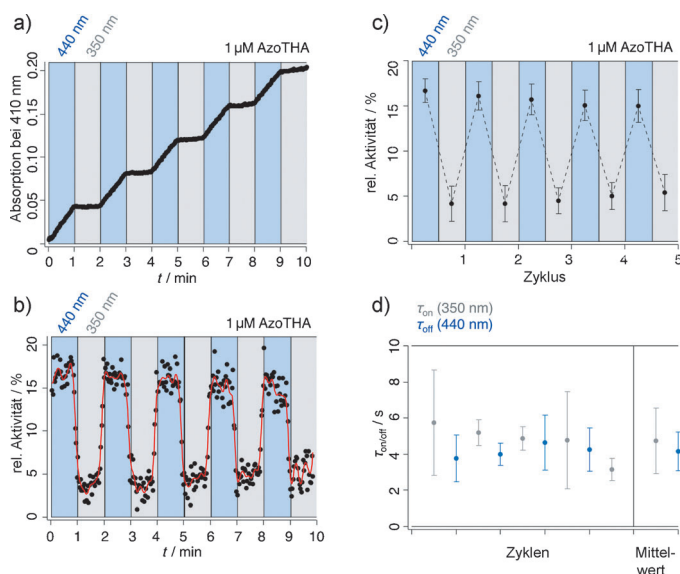 a)
440 nm
350 nm
1 µM AzoTHA
Absorption bei 410 nm
0.20
0.15
0.10
0.05
0
0 1 2 3 4 5 6 7 8 9 10
t / min
b)
440 nm
350 nm
1 µM AzoTHA
rel. Aktivität / %
20
15
10
5
0
0 1 2 3 4 5 6 7 8 9 10
t / min
c)
440 nm
350 nm
1 µM AzoTHA
rel. Aktivität / %
20
15
10
5
0
1 2 3 4 5
Zyklus
d)
τon (350 nm)
τoff (440 nm)
τon/off / s
10
8
6
4
2
0
Zyklen
Mittel-
wert